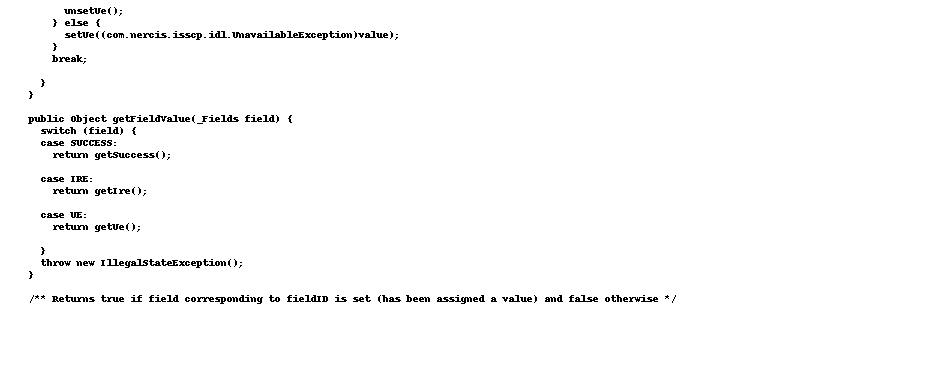 unsetUe();
} else {
setUe((com.nercis.isscp.idl.UnavailableException)value);
}
break;
}
}
public Object getFieldValue(_Fields field) {
switch (field) {
case SUCCESS:
return getSuccess();
case IRE:
return getIre();
case UE:
return getUe();
}
throw new IllegalStateException();
}
/** Returns true if field corresponding to fieldID is set (has been assigned a value) and false otherwise */